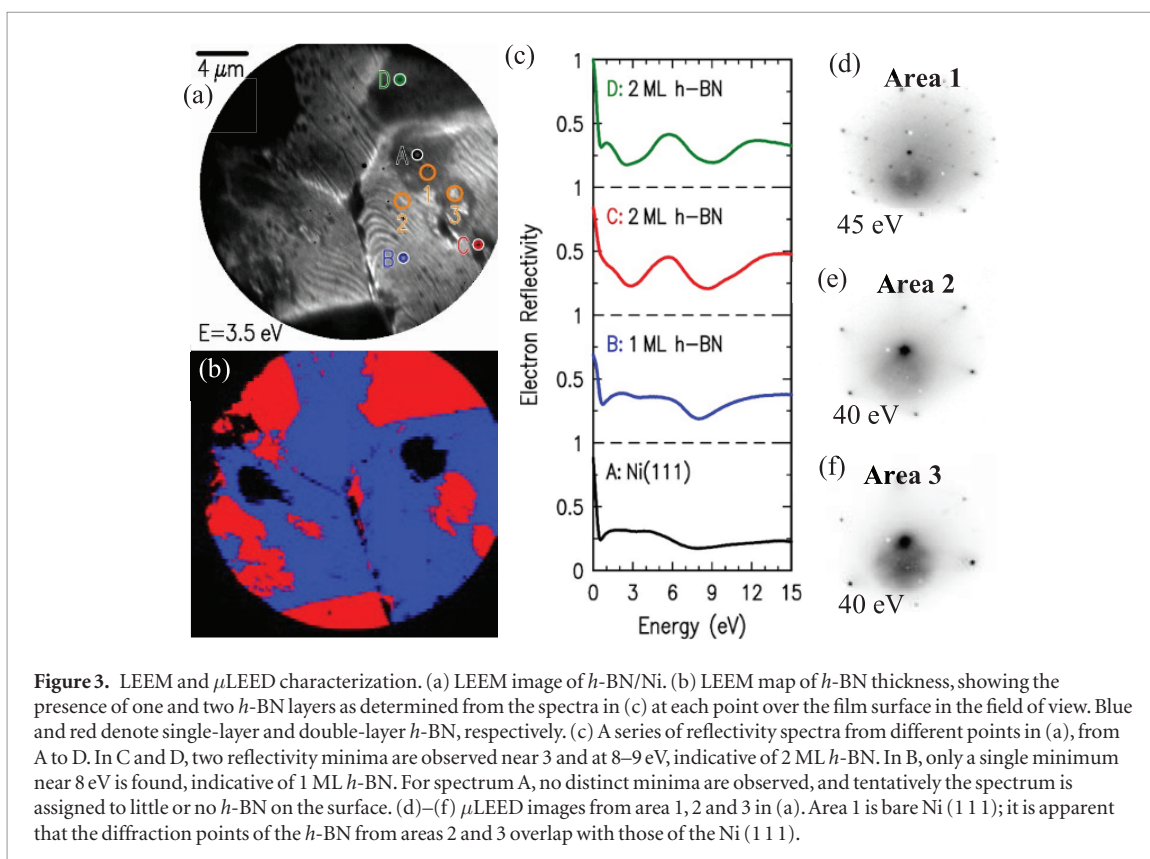 4 μm
(a)
D
A
1
2
3
C
B
E=3.5 eV
(b)
(c)
Electron Reflectivity
1
D: 2 ML h–BN
0.5
1
C: 2 ML h–BN
0.5
1
B: 1 ML h–BN
0.5
1
A: Ni(111)
0.5
0
0 3 6 9 12 15
Energy (eV)
(d)
Area 1
45 eV
(e)
Area 2
40 eV
(f)
Area 3
40 eV
Figure 3. LEEM and μLEED characterization. (a) LEEM image of h-BN/Ni. (b) LEEM map of h-BN thickness, showing the
presence of one and two h-BN layers as determined from the spectra in (c) at each point over the film surface in the field of view. Blue
and red denote single-layer and double-layer h-BN, respectively. (c) A series of reflectivity spectra from different points in (a), from
A to D. In C and D, two reflectivity minima are observed near 3 and at 8–9 eV, indicative of 2 ML h-BN. In B, only a single minimum
near 8 eV is found, indicative of 1 ML h-BN. For spectrum A, no distinct minima are observed, and tentatively the spectrum is
assigned to little or no h-BN on the surface. (d)–(f) μLEED images from area 1, 2 and 3 in (a). Area 1 is bare Ni (1 1 1); it is apparent
that the diffraction points of the h-BN from areas 2 and 3 overlap with those of the Ni (1 1 1).